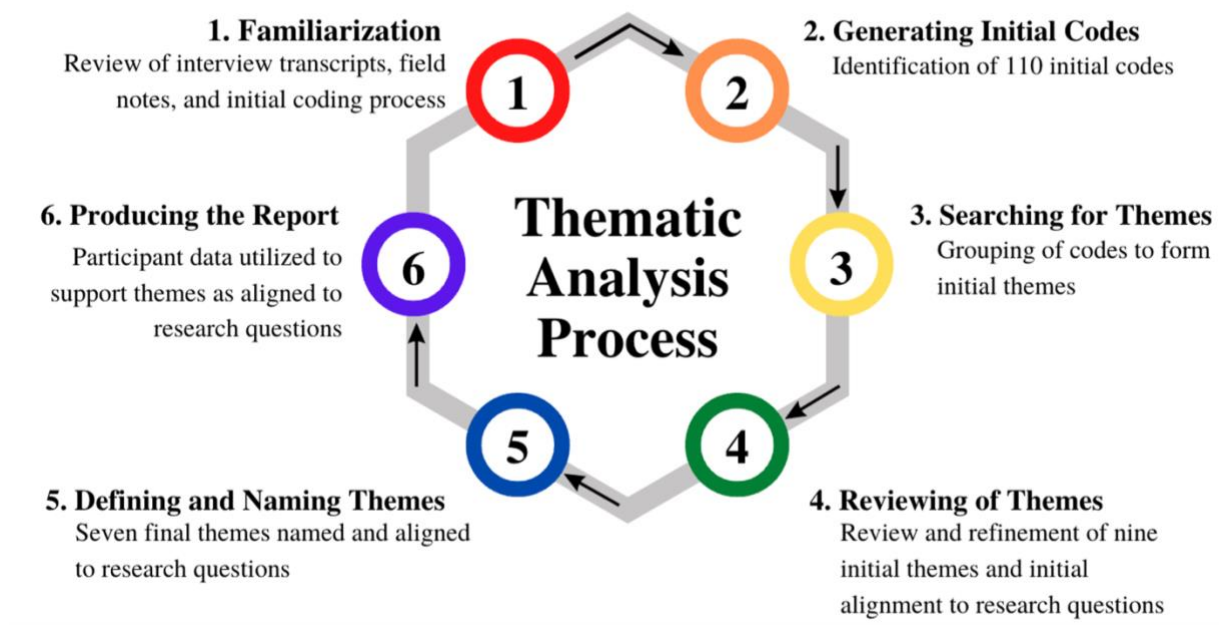 1. Familiarization
Review of interview transcripts, field
notes, and initial coding process
1
2
2. Generating Initial Codes
Identification of 110 initial codes
6. Producing the Report
Participant data utilized to
support themes as aligned to
research questions
6
Thematic
Analysis
Process
3
3. Searching for Themes
Grouping of codes to form
initial themes
5
4
5. Defining and Naming Themes
Seven final themes named and aligned
to research questions
4. Reviewing of Themes
Review and refinement of nine
initial themes and initial
alignment to research questions